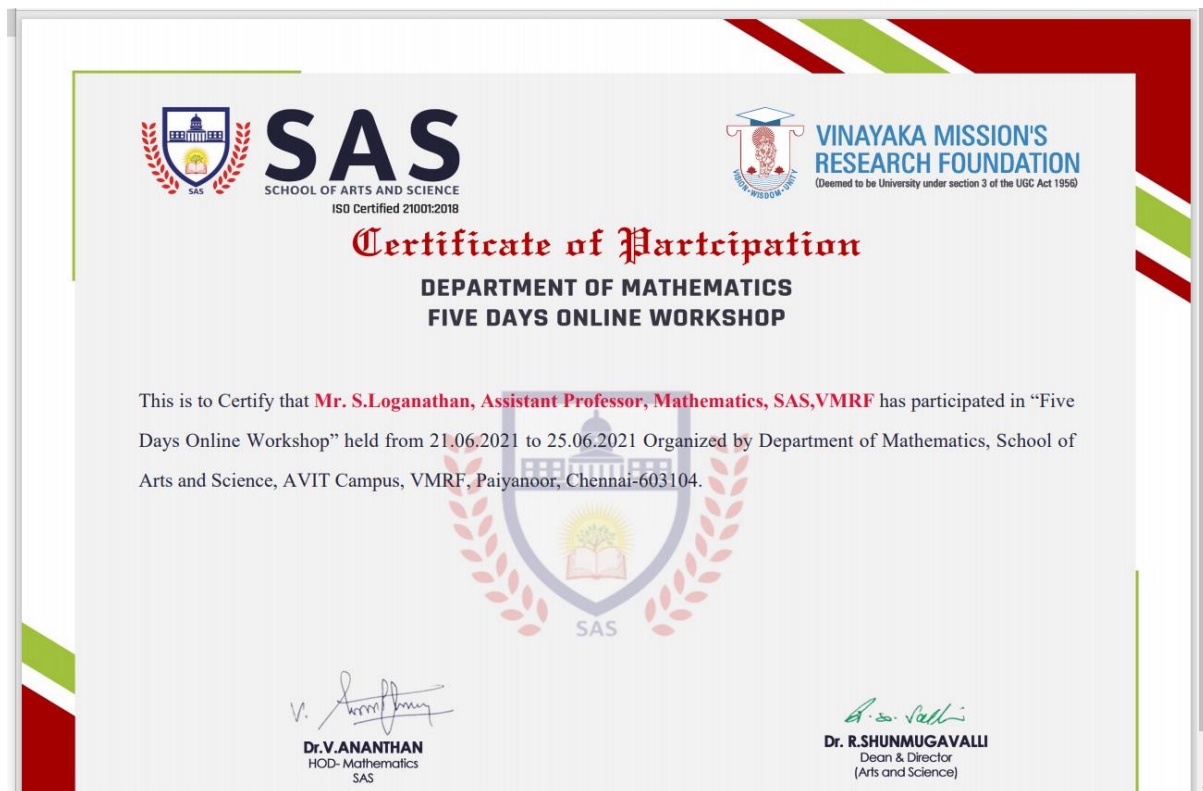 SAS
SAS
SCHOOL OF ARTS AND SCIENCE
ISO Certified 21001:2018
VISION-WISDOM-UNITY
VINAYAKA MISSION'S
RESEARCH FOUNDATION
(Deemed to be University under section 3 of the UGC Act 1956)
Certificate of Partcipation
DEPARTMENT OF MATHEMATICS
FIVE DAYS ONLINE WORKSHOP
This is to Certify that Mr. S.Loganathan, Assistant Professor, Mathematics, SAS,VMRF has participated in “Five
Days Online Workshop” held from 21.06.2021 to 25.06.2021 Organized by Department of Mathematics, School of
Arts and Science, AVIT Campus, VMRF, Paiyanoor, Chennai-603104.
SAS
V.
Dr.V.ANANTHAN
HOD- Mathematics
SAS
Dr. R.SHUNMUGAVALLI
Dean & Director
(Arts and Science)